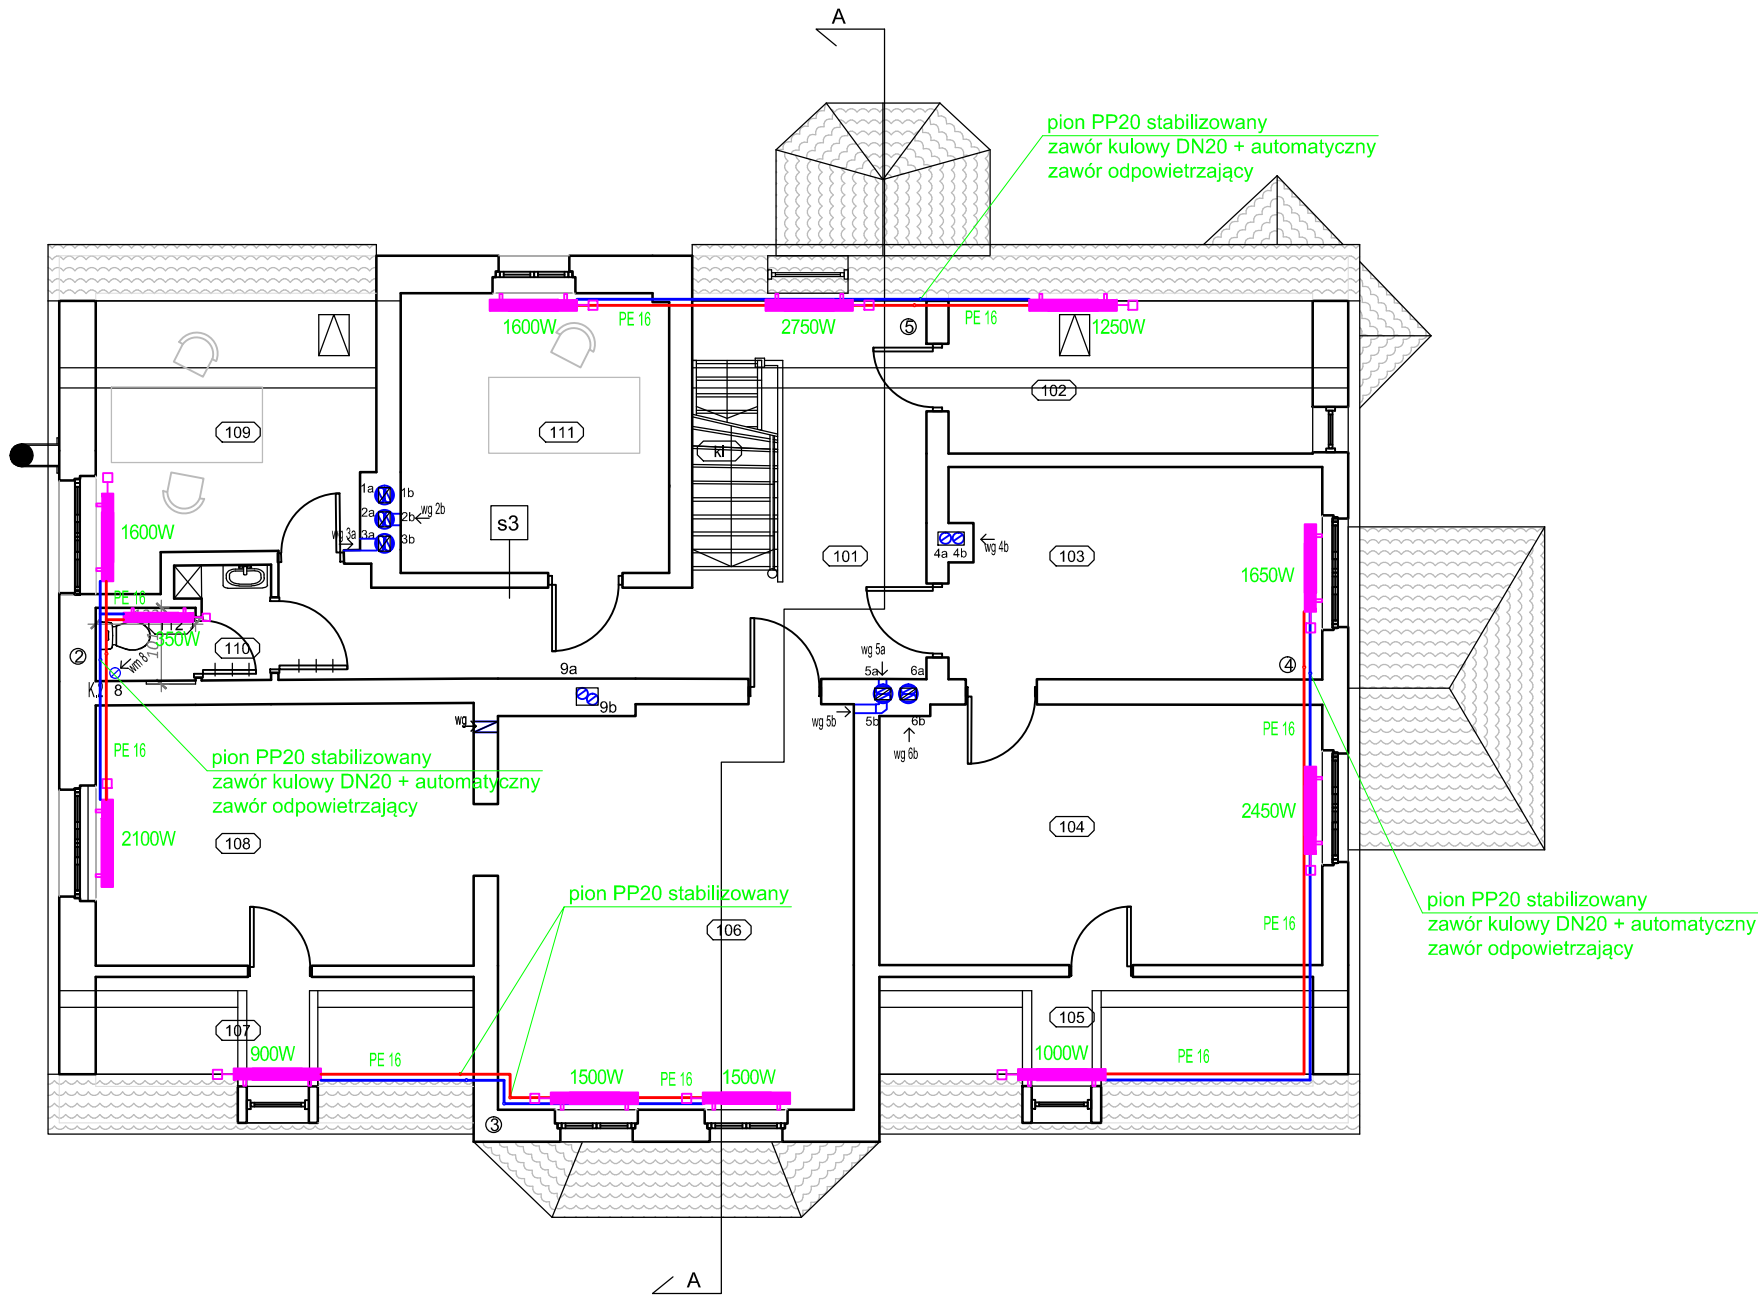 A
pion PP20 stabilizowany
zawór kulowy DN20 + automatyczny
zawór odpowietrzający
1600W
PE 16
2750W
5
PE 16
1250W
102
109
111
kl
1a
1b
2a
2b
wg 2b
3a
3b
wg 3a
s3
101
4a
4b
wg 4b
103
1650W
1600W
PE 16
112
350W
110
2
wm 8
K2
8
9a
9b
wg
wg 5a
5a
6a
wg 5b
5b
6b
wg 6b
4
PE 16
PE 16
pion PP20 stabilizowany
zawór kulowy DN20 + automatyczny
zawór odpowietrzający
2100W
108
104
2450W
pion PP20 stabilizowany
106
PE 16
pion PP20 stabilizowany
zawór kulowy DN20 + automatyczny
zawór odpowietrzający
107
105
900W
PE 16
1500W
PE 16
1500W
1000W
PE 16
3
A